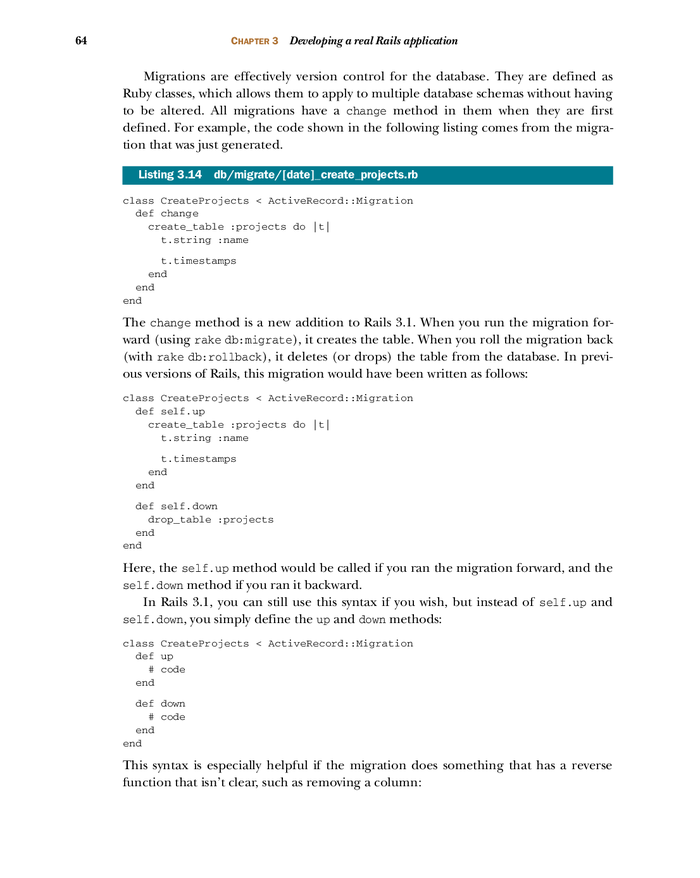 64 CHAPTER 3 Developing a real Rails application
Migrations are effectively version control for the database. They are defined as
Ruby classes, which allows them to apply to multiple database schemas without having
to be altered. All migrations have a change method in them when they are first
defined. For example, the code shown in the following listing comes from the migra-
tion that was just generated.
Listing 3.14 db/migrate/[date]_create_projects.rb
class CreateProjects < ActiveRecord::Migration
  def change
    create_table :projects do |t|
      t.string :name
      t.timestamps
    end
  end
end
The change method is a new addition to Rails 3.1. When you run the migration for-
ward (using rake db:migrate), it creates the table. When you roll the migration back
(with rake db:rollback), it deletes (or drops) the table from the database. In previ-
ous versions of Rails, this migration would have been written as follows:
class CreateProjects < ActiveRecord::Migration
  def self.up
    create_table :projects do |t|
      t.string :name
      t.timestamps
    end
  end
  def self.down
    drop_table :projects
  end
end
Here, the self.up method would be called if you ran the migration forward, and the
self.down method if you ran it backward.
In Rails 3.1, you can still use this syntax if you wish, but instead of self.up and
self.down, you simply define the up and down methods:
class CreateProjects < ActiveRecord::Migration
  def up
    # code
  end
  def down
    # code
  end
end
This syntax is especially helpful if the migration does something that has a reverse
function that isn't clear, such as removing a column: